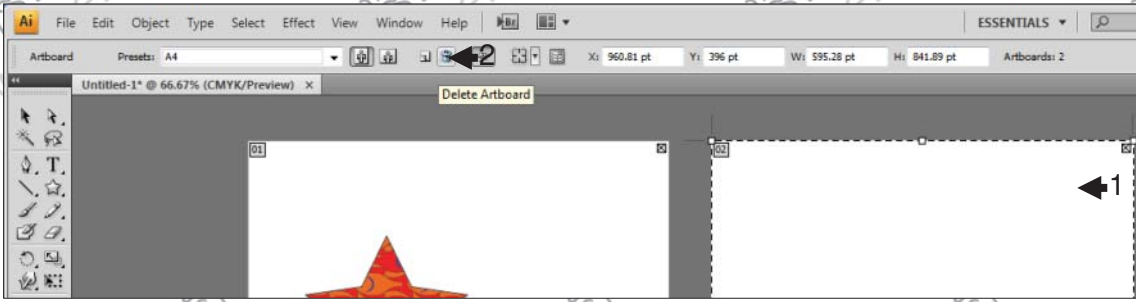 Ai File Edit Object Type Select Effect View Window Help Br ESSENTIALS
Artboard Presets: A4 2 X: 960.81 pt Y: 396 pt W: 595.28 pt H: 841.89 pt Artboards: 2
Untitled-1* @ 66.67% (CMYK/Preview) ×
Delete Artboard
01 02
1